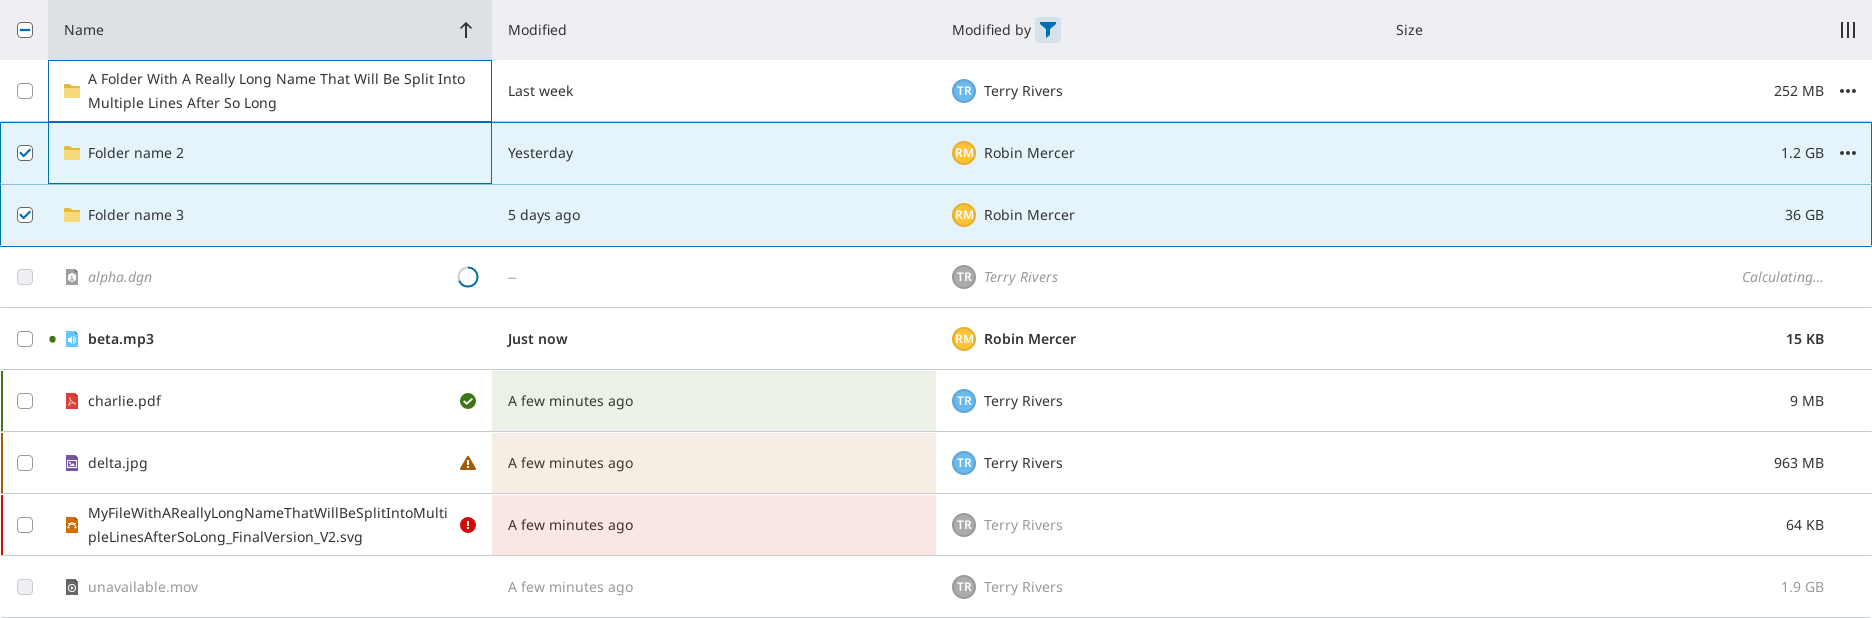 Name Modified Modified by Size
A Folder With A Really Long Name That Will Be Split Into
Multiple Lines After So Long
Last week TR Terry Rivers 252 MB
Folder name 2 Yesterday RM Robin Mercer 1.2 GB
Folder name 3 5 days ago RM Robin Mercer 36 GB
alpha.dgn -- TR Terry Rivers Calculating...
beta.mp3 Just now RM Robin Mercer 15 KB
charlie.pdf A few minutes ago TR Terry Rivers 9 MB
delta.jpg A few minutes ago TR Terry Rivers 963 MB
MyFileWithAReallyLongNameThatWillBeSplitIntoMulti
pleLinesAfterSoLong_FinalVersion_V2.svg
A few minutes ago TR Terry Rivers 64 KB
unavailable.mov A few minutes ago TR Terry Rivers 1.9 GB